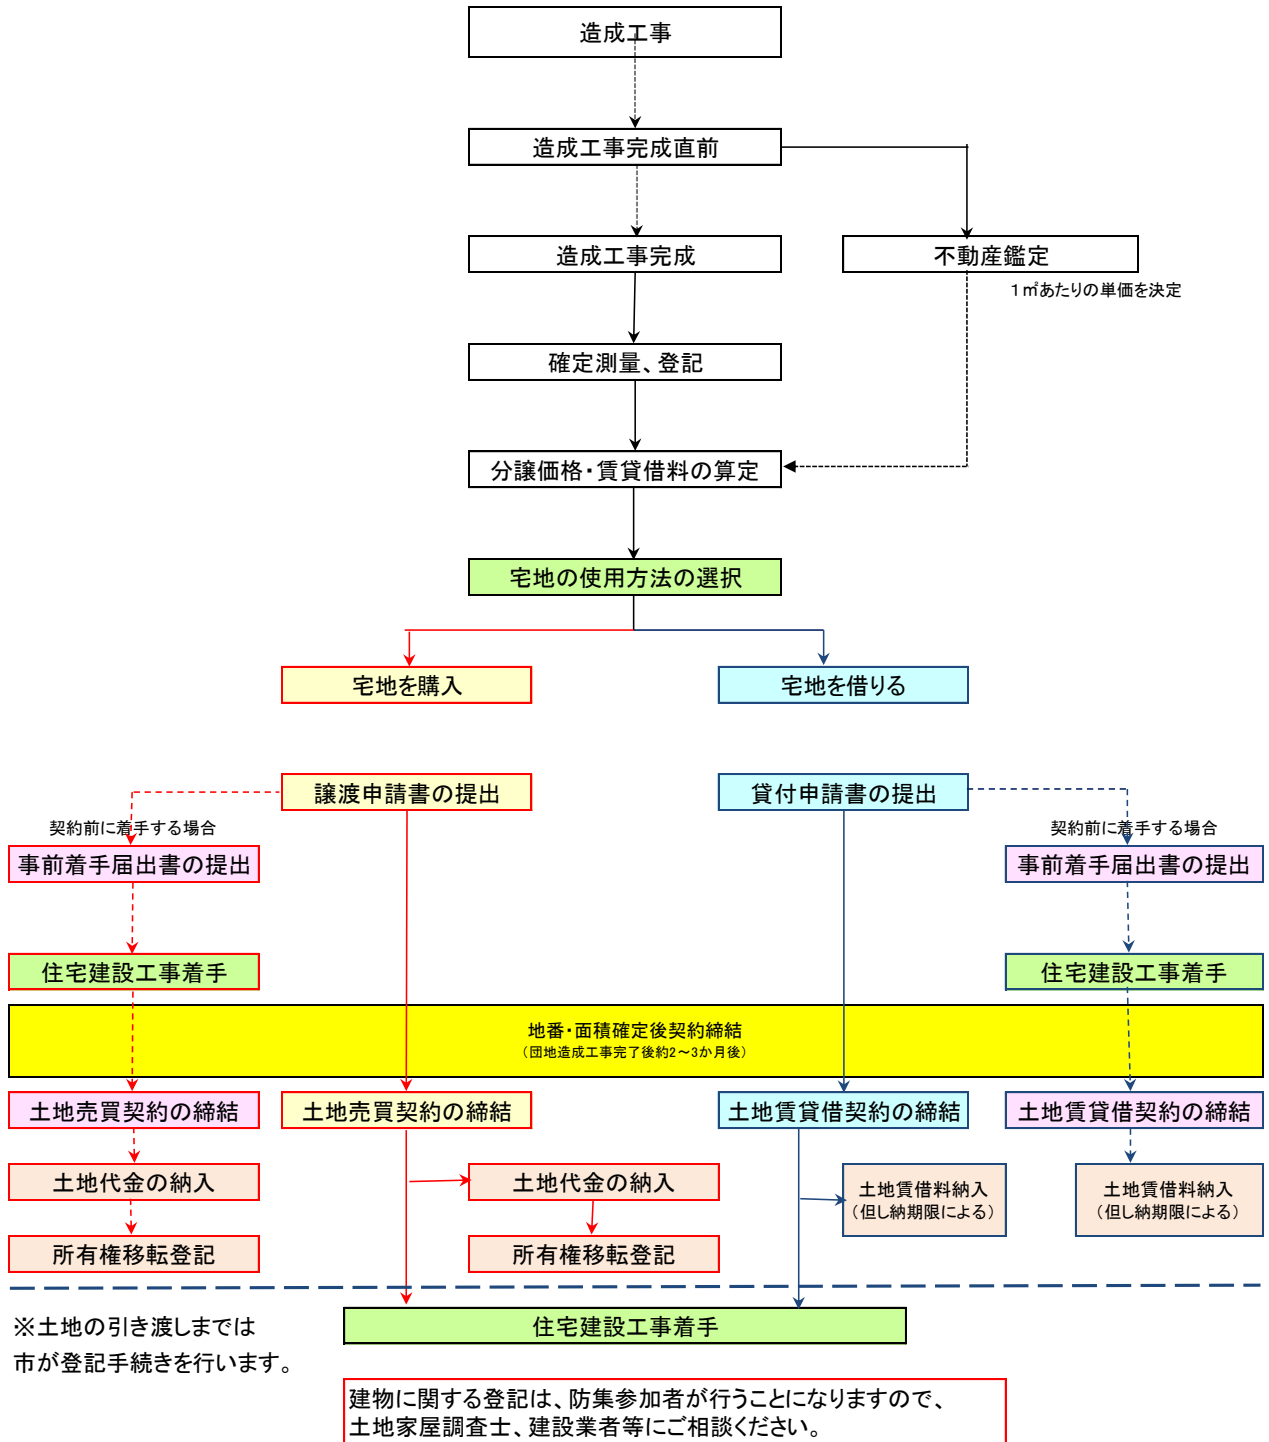 造成工事
造成工事完成直前
造成工事完成
不動産鑑定
1㎡あたりの単価を決定
確定測量、登記
分譲価格・賃貸借料の算定
宅地の使用方法の選択
宅地を購入
宅地を借りる
譲渡申請書の提出
貸付申請書の提出
契約前に着手する場合
契約前に着手する場合
事前着手届出書の提出
事前着手届出書の提出
住宅建設工事着手
住宅建設工事着手
地番・面積確定後契約締結
（団地造成工事完了後約2～3か月後）
土地売買契約の締結
土地売買契約の締結
土地賃貸借契約の締結
土地賃貸借契約の締結
土地代金の納入
土地代金の納入
土地賃借料納入
（但し納期限による）
土地賃借料納入
（但し納期限による）
所有権移転登記
所有権移転登記
住宅建設工事着手
※土地の引き渡しまでは
市が登記手続きを行います。
建物に関する登記は、防集参加者が行うことになりますので、
土地家屋調査士、建設業者等にご相談ください。